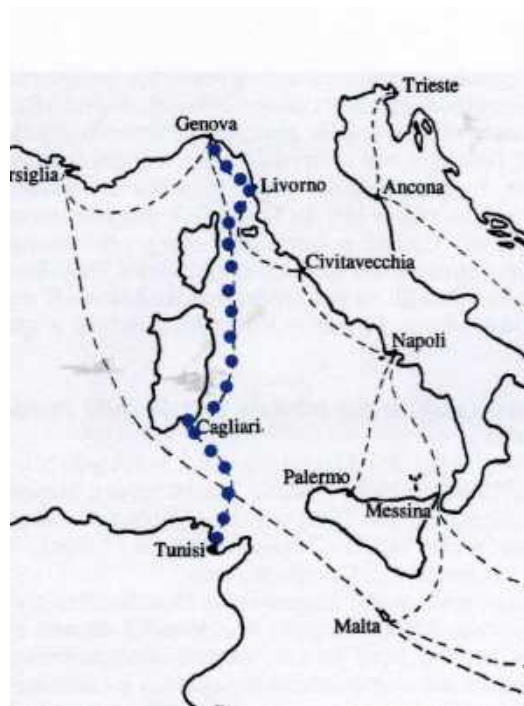 Trieste
Genova
rsiglia
Livorno
Ancona
Civitavecchia
Napoli
Cagliari
Palermo
Messina
Tunisi
Malta